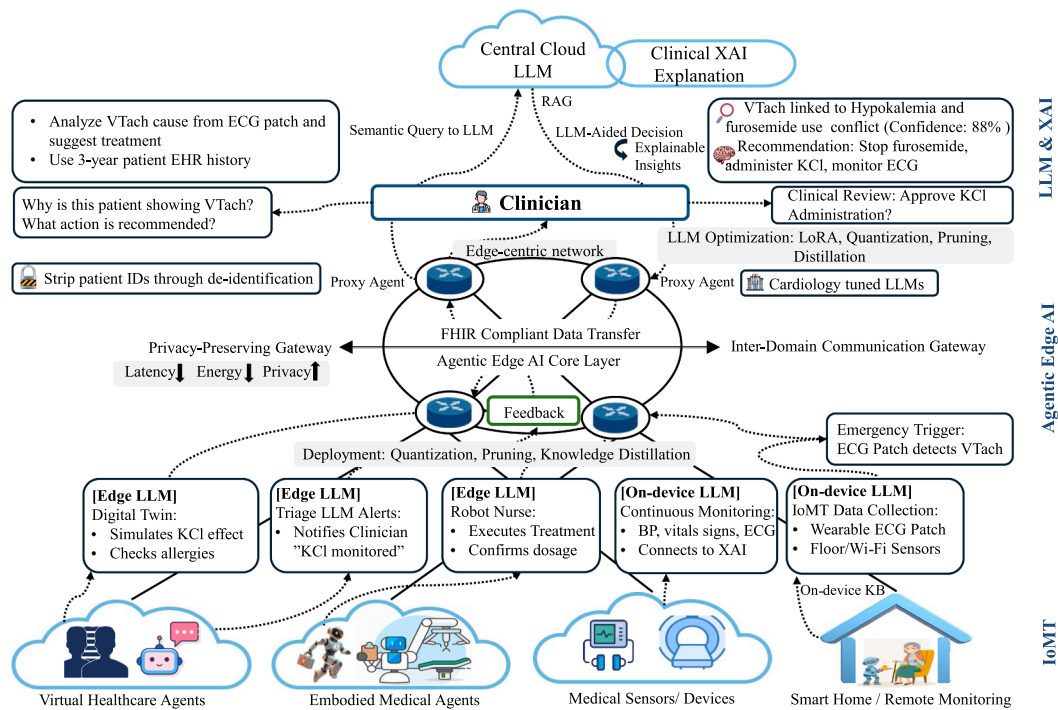 Central Cloud
LLM
Clinical XAI
Explanation
RAG
Semantic Query to LLM
LLM-Aided Decision
Explainable
Insights
• Analyze VTach cause from ECG patch and
suggest treatment
• Use 3-year patient EHR history
VTach linked to Hypokalemia and
furosemide use conflict (Confidence: 88% )
Recommendation: Stop furosemide,
administer KCl, monitor ECG
LLM & XAI
Why is this patient showing VTach?
What action is recommended?
Clinician
Clinical Review: Approve KCl
Administration?
LLM Optimization: LoRA, Quantization, Pruning,
Distillation
Edge-centric network
Strip patient IDs through de-identification
Proxy Agent
Proxy Agent
Cardiology tuned LLMs
FHIR Compliant Data Transfer
Privacy-Preserving Gateway
Inter-Domain Communication Gateway
Agentic Edge AI Core Layer
Latency Energy Privacy
Agentic Edge AI
Feedback
Emergency Trigger:
ECG Patch detects VTach
Deployment: Quantization, Pruning, Knowledge Distillation
[Edge LLM]
Digital Twin:
• Simulates KCl effect
• Checks allergies
[Edge LLM]
Triage LLM Alerts:
• Notifies Clinician
"KCl monitored"
[Edge LLM]
Robot Nurse:
• Executes Treatment
• Confirms dosage
[On-device LLM]
Continuous Monitoring:
• BP, vitals signs, ECG
• Connects to XAI
[On-device LLM]
IoMT Data Collection:
• Wearable ECG Patch
• Floor/Wi-Fi Sensors
On-device KB
IoMT
Virtual Healthcare Agents
Embodied Medical Agents
Medical Sensors/ Devices
Smart Home / Remote Monitoring